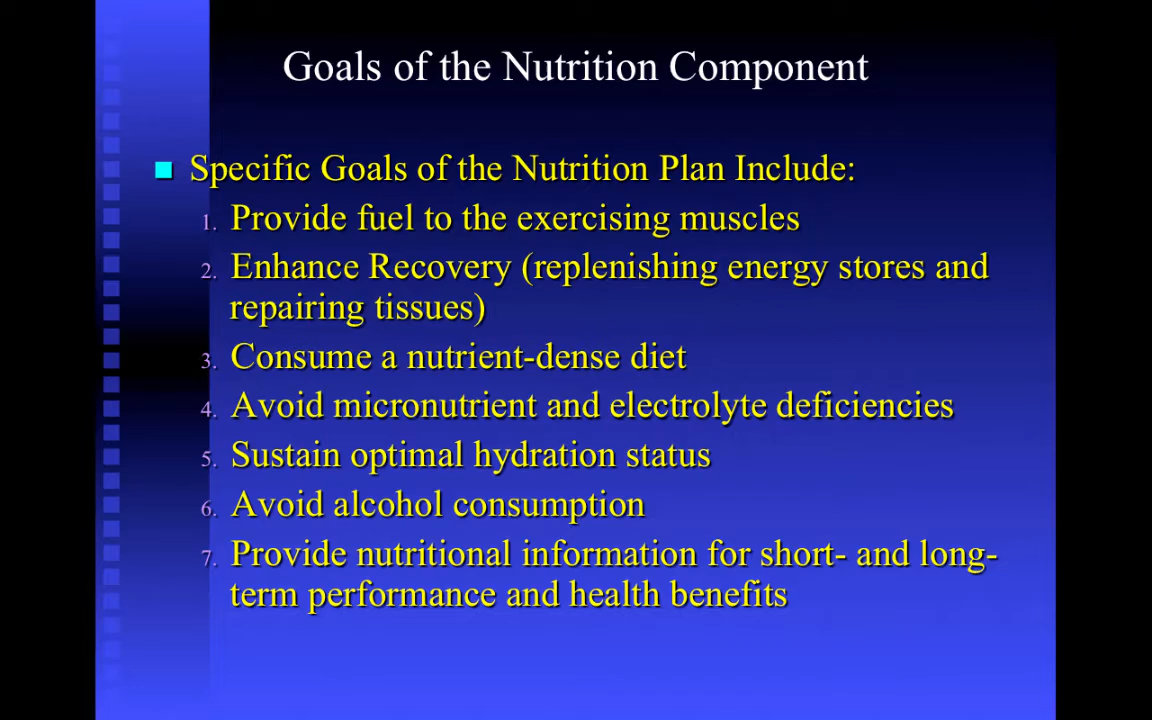 Goals of the Nutrition Component
Specific Goals of the Nutrition Plan Include:
1. Provide fuel to the exercising muscles
2. Enhance Recovery (replenishing energy stores and
repairing tissues)
3. Consume a nutrient-dense diet
4. Avoid micronutrient and electrolyte deficiencies
5. Sustain optimal hydration status
6. Avoid alcohol consumption
7. Provide nutritional information for short- and long-
term performance and health benefits